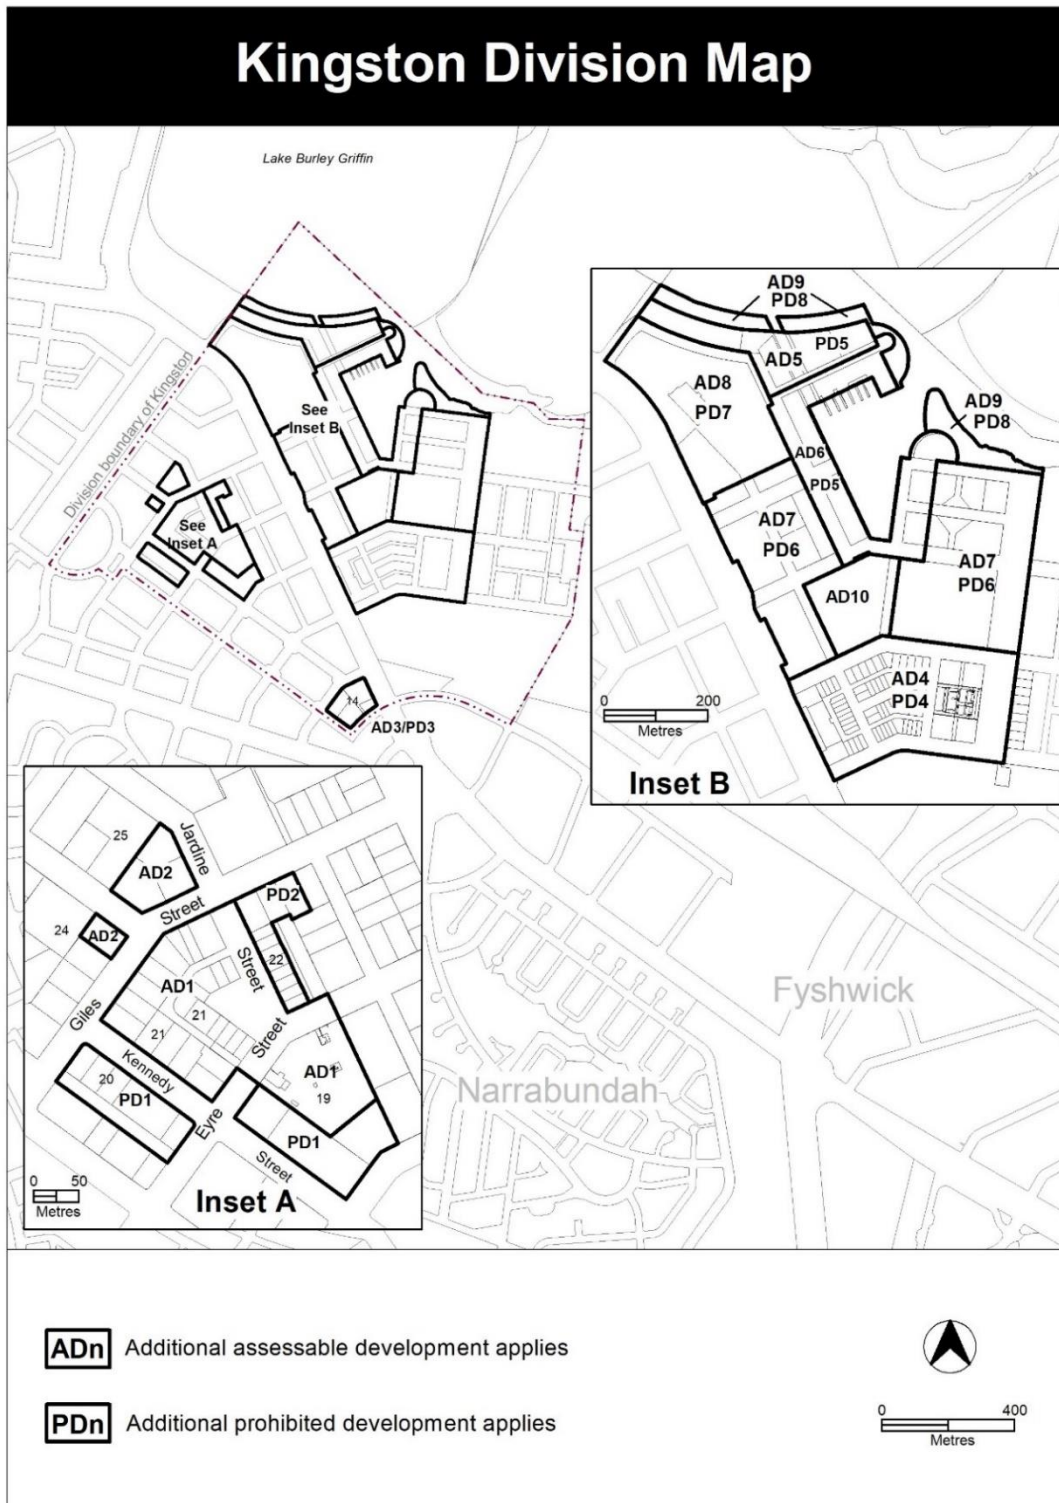 Kingston Division Map
Lake Burley Griffin
Division boundary of Kingston
See
Inset B
See
Inset A
14
AD3/PD3
AD9
PD8
AD5
PD5
AD8
PD7
AD9
PD8
AD6
PD5
AD7
PD6
AD7
PD6
AD10
AD4
PD4
0 200
Metres
Inset B
25
Jardine
AD2
Street
PD2
24
AD2
Street
22
AD1
Giles
21
21
Street
Kennedy
20
PD1
AD1
19
Eyre
PD1
Street
0 50
Metres
Inset A
Fyshwick
Narrabundah
ADn Additional assessable development applies
PDn Additional prohibited development applies
0 400
Metres